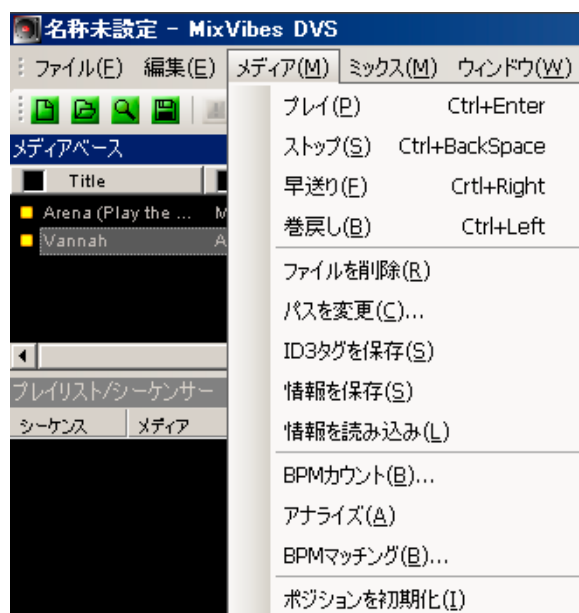 名称未設定 - MixVibes DVS
ファイル(F) 編集(E) メディア(M) ミックス(M) ウィンドウ(W)
メディアベース
Title
Arena (Play the ... M
Vannah A
プレイリスト/シーケンサー
シーケンス メディア
プレイ(P) Ctrl+Enter
ストップ(S) Ctrl+BackSpace
早送り(F) Crtl+Right
巻戻し(B) Ctrl+Left
ファイルを削除(R)
パスを変更(C)...
ID3タグを保存(S)
情報を保存(S)
情報を読み込み(L)
BPMカウント(B)...
アナライズ(A)
BPMマッチング(B)...
ポジションを初期化(I)